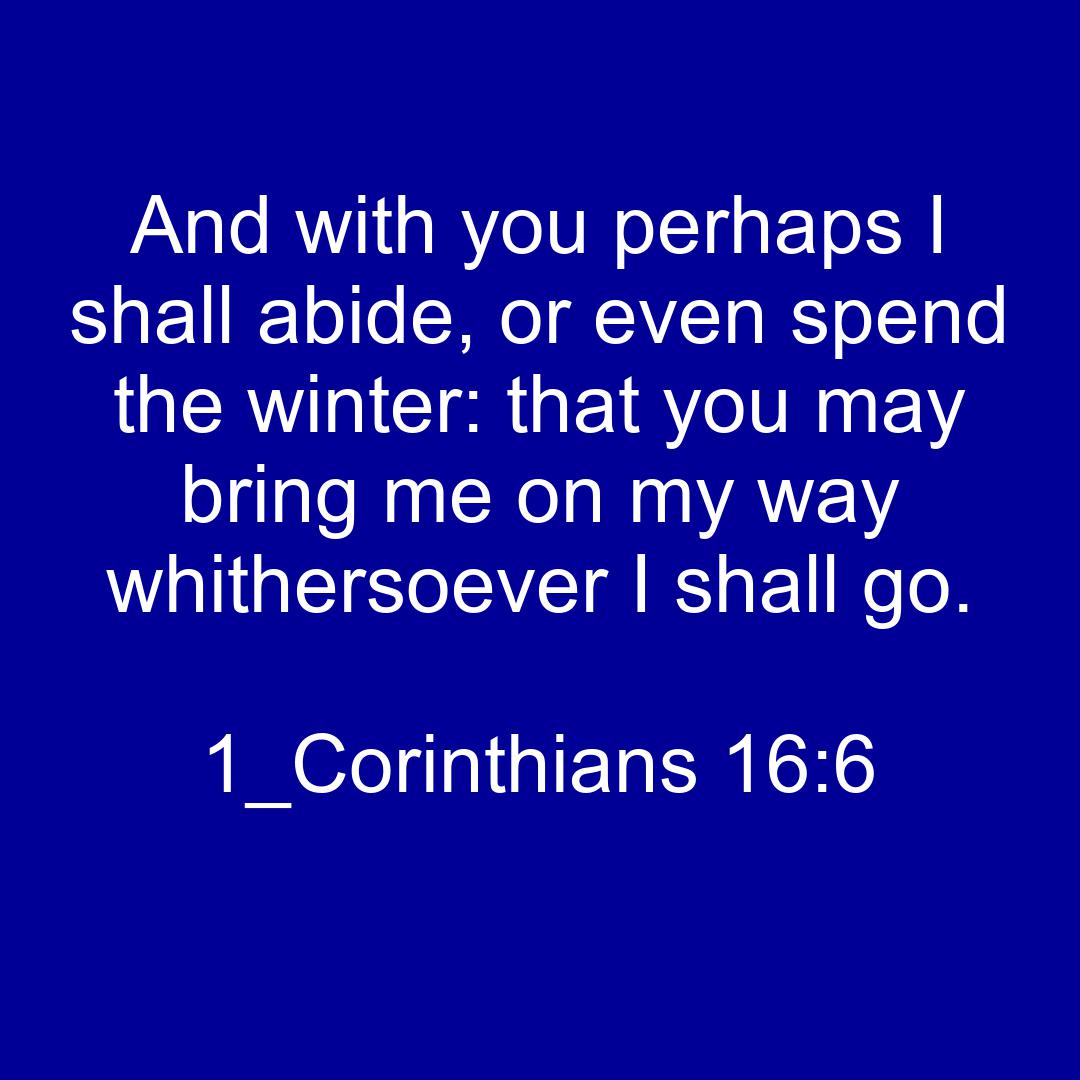 And with you perhaps I
shall abide, or even spend
the winter: that you may
bring me on my way
whithersoever I shall go.
1_Corinthians 16:6